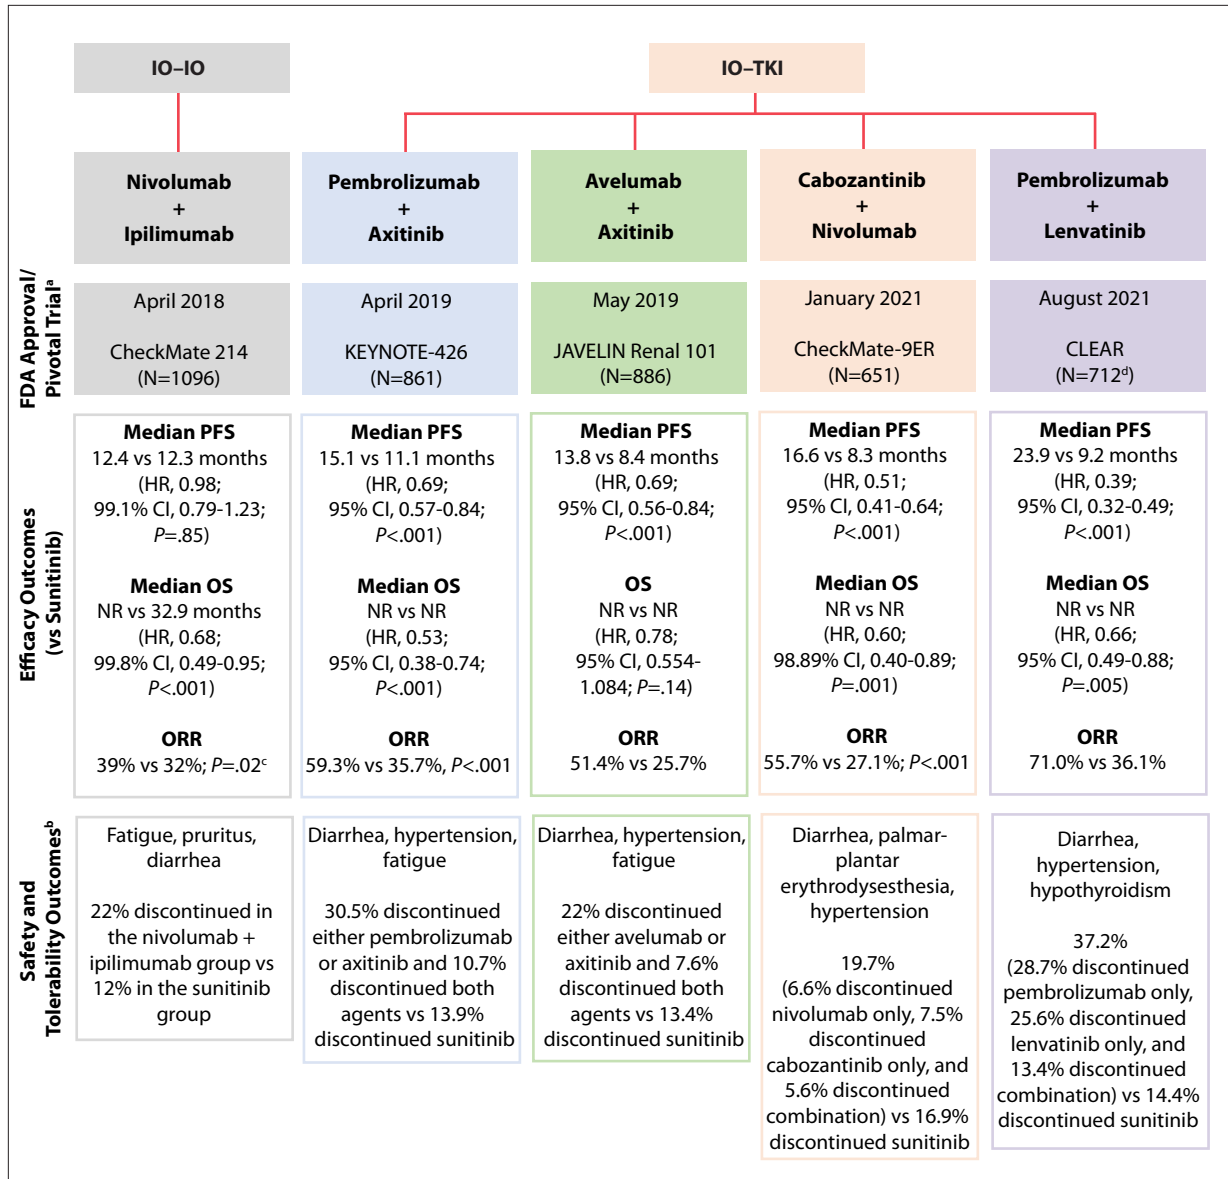 IO–IO
IO–TKI
Nivolumab
+
Ipilimumab
Pembrolizumab
+
Axitinib
Avelumab
+
Axitinib
Cabozantinib
+
Nivolumab
Pembrolizumab
+
Lenvatinib
FDA Approval/
Pivotal Trialᵃ
April 2018
CheckMate 214
(N=1096)
April 2019
KEYNOTE-426
(N=861)
May 2019
JAVELIN Renal 101
(N=886)
January 2021
CheckMate-9ER
(N=651)
August 2021
CLEAR
(N=712ᵈ)
Efficacy Outcomes
(vs Sunitinib)
Median PFS
12.4 vs 12.3 months
(HR, 0.98;
99.1% CI, 0.79-1.23;
P=.85)
Median OS
NR vs 32.9 months
(HR, 0.68;
99.8% CI, 0.49-0.95;
P<.001)
ORR
39% vs 32%; P=.02ᶜ
Median PFS
15.1 vs 11.1 months
(HR, 0.69;
95% CI, 0.57-0.84;
P<.001)
Median OS
NR vs NR
(HR, 0.53;
95% CI, 0.38-0.74;
P<.001)
ORR
59.3% vs 35.7%, P<.001
Median PFS
13.8 vs 8.4 months
(HR, 0.69;
95% CI, 0.56-0.84;
P<.001)
OS
NR vs NR
(HR, 0.78;
95% CI, 0.554-
1.084; P=.14)
ORR
51.4% vs 25.7%
Median PFS
16.6 vs 8.3 months
(HR, 0.51;
95% CI, 0.41-0.64;
P<.001)
Median OS
NR vs NR
(HR, 0.60;
98.89% CI, 0.40-0.89;
P=.001)
ORR
55.7% vs 27.1%; P<.001
Median PFS
23.9 vs 9.2 months
(HR, 0.39;
95% CI, 0.32-0.49;
P<.001)
Median OS
NR vs NR
(HR, 0.66;
95% CI, 0.49-0.88;
P=.005)
ORR
71.0% vs 36.1%
Safety and
Tolerability Outcomesᵇ
Fatigue, pruritus,
diarrhea
22% discontinued in
the nivolumab +
ipilimumab group vs
12% in the sunitinib
group
Diarrhea, hypertension,
fatigue
30.5% discontinued
either pembrolizumab
or axitinib and 10.7%
discontinued both
agents vs 13.9%
discontinued sunitinib
Diarrhea, hypertension,
fatigue
22% discontinued
either avelumab or
axitinib and 7.6%
discontinued both
agents vs 13.4%
discontinued sunitinib
Diarrhea, palmar-
plantar
erythrodysesthesia,
hypertension
19.7%
(6.6% discontinued
nivolumab only, 7.5%
discontinued
cabozantinib only, and
5.6% discontinued
combination) vs 16.9%
discontinued sunitinib
Diarrhea,
hypertension,
hypothyroidism
37.2%
(28.7% discontinued
pembrolizumab only,
25.6% discontinued
lenvatinib only, and
13.4% discontinued
combination) vs 14.4%
discontinued sunitinib